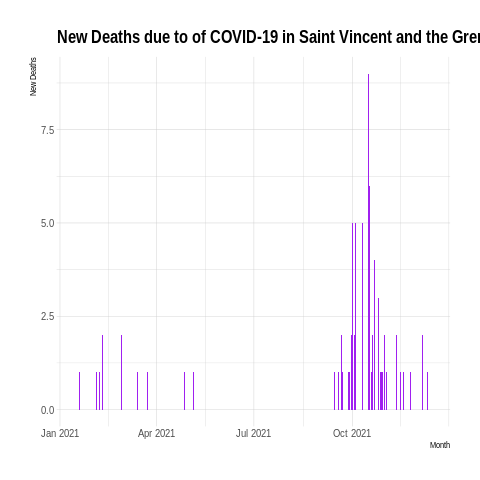 New Deaths due to of COVID-19 in Saint Vincent and the Gre
New Deaths
7.5
5.0
2.5
0.0
Jan 2021 Apr 2021 Jul 2021 Oct 2021
Month